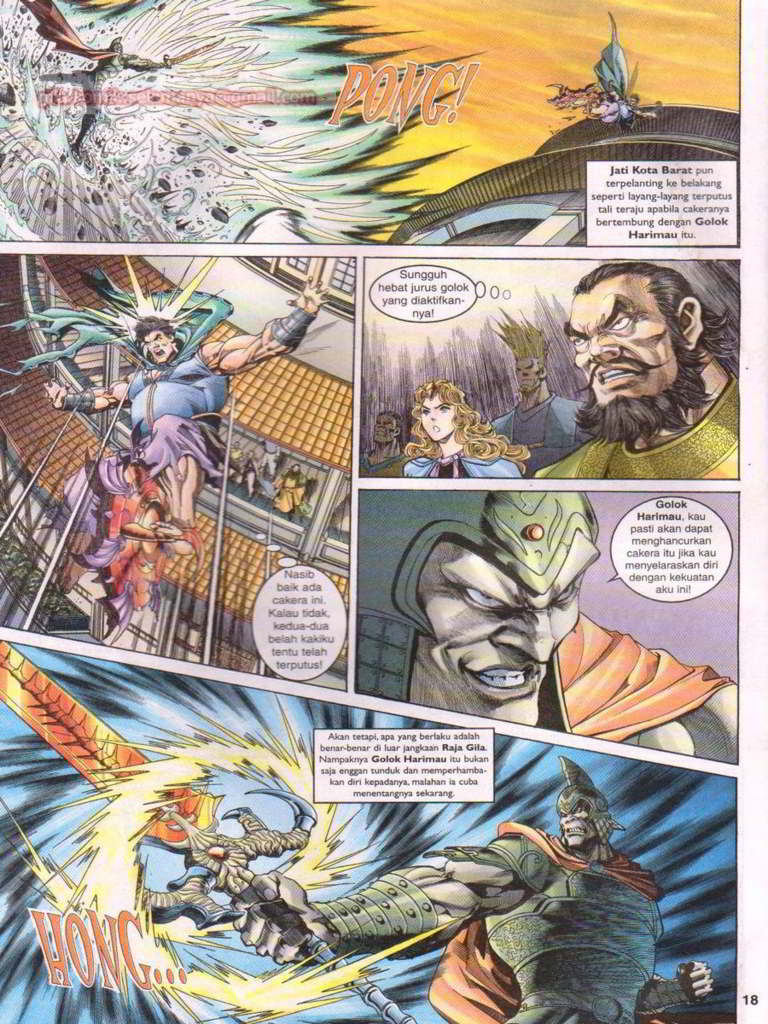 PONG!
Jati Kota Barat pun
terpelanting ke belakang
seperti layang-layang terputus
tali teraju apabila cakeranya
bertembung dengan Golok
Harimau itu.
Nasib
baik ada
cakera ini.
Kalau tidak,
kedua-dua
belah kakiku
tentu telah
terputus!
Sungguh
hebat jurus golok
yang diaktifkan-
nya!
Golok
Harimau, kau
pasti akan dapat
menghancurkan
cakera itu jika kau
menyelaraskan diri
dengan kekuatan
aku ini!
Akan tetapi, apa yang berlaku adalah
benar-benar di luar jangkaan Raja Gila.
Nampaknya Golok Harimau itu bukan
saja enggan tunduk dan memperhamba-
kan diri kepadanya, malahan ia cuba
menentangnya sekarang.
HONG...
18